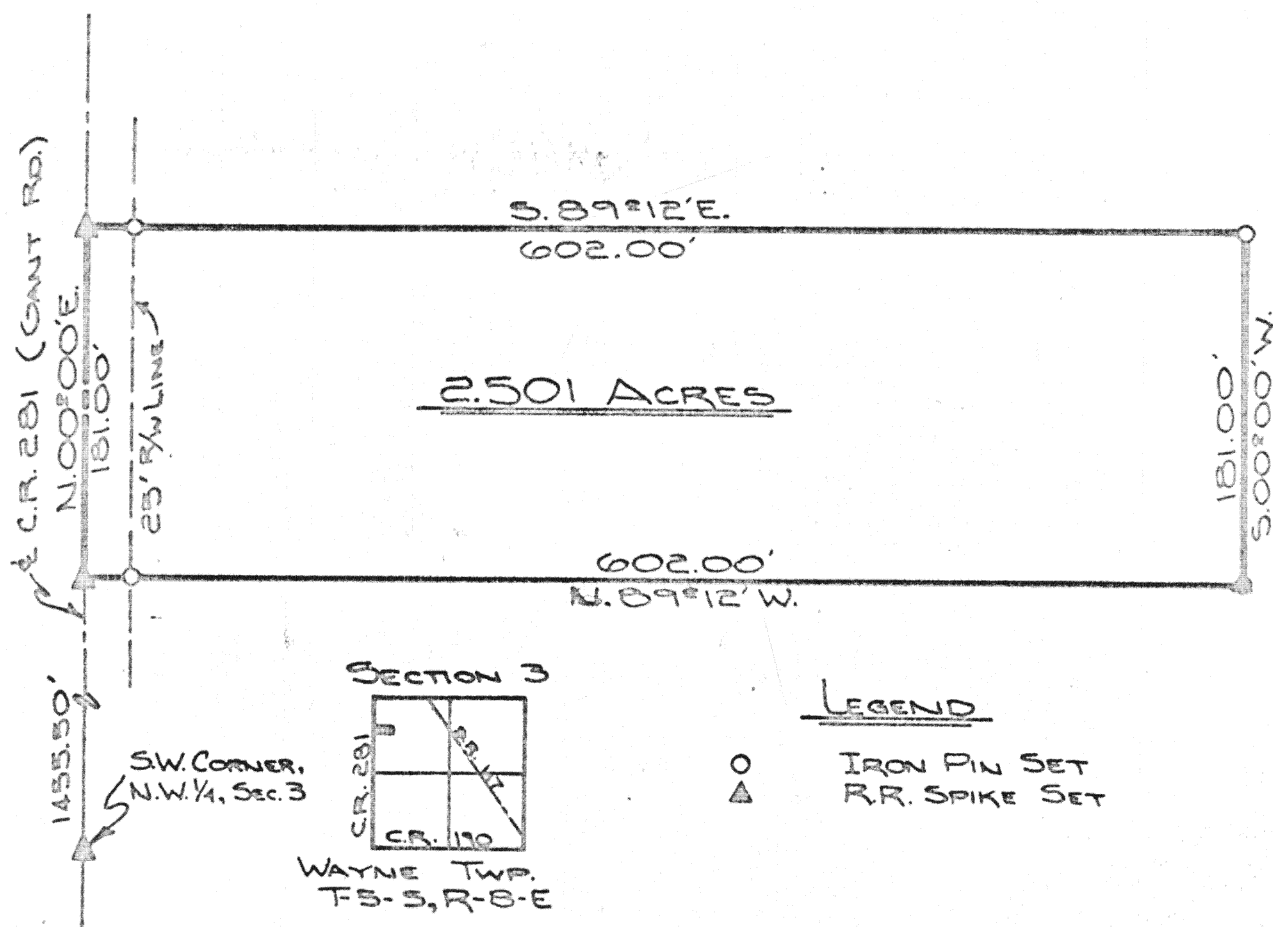 S. 89°12' E.
602.00'
℄ C.R. 281 (GANT RD.)
N. 00°00' E.
181.00'
25' R/W LINE
2.501 ACRES
181.00'
S. 00°00' W.
602.00'
N. 89°12' W.
1455.50'
S.W. CORNER,
N.W. 1/4, SEC. 3
SECTION 3
C.R. 281
C.R. 190
WAYNE TWP.
T-5-S, R-8-E
LEGEND
IRON PIN SET
R.R. SPIKE SET